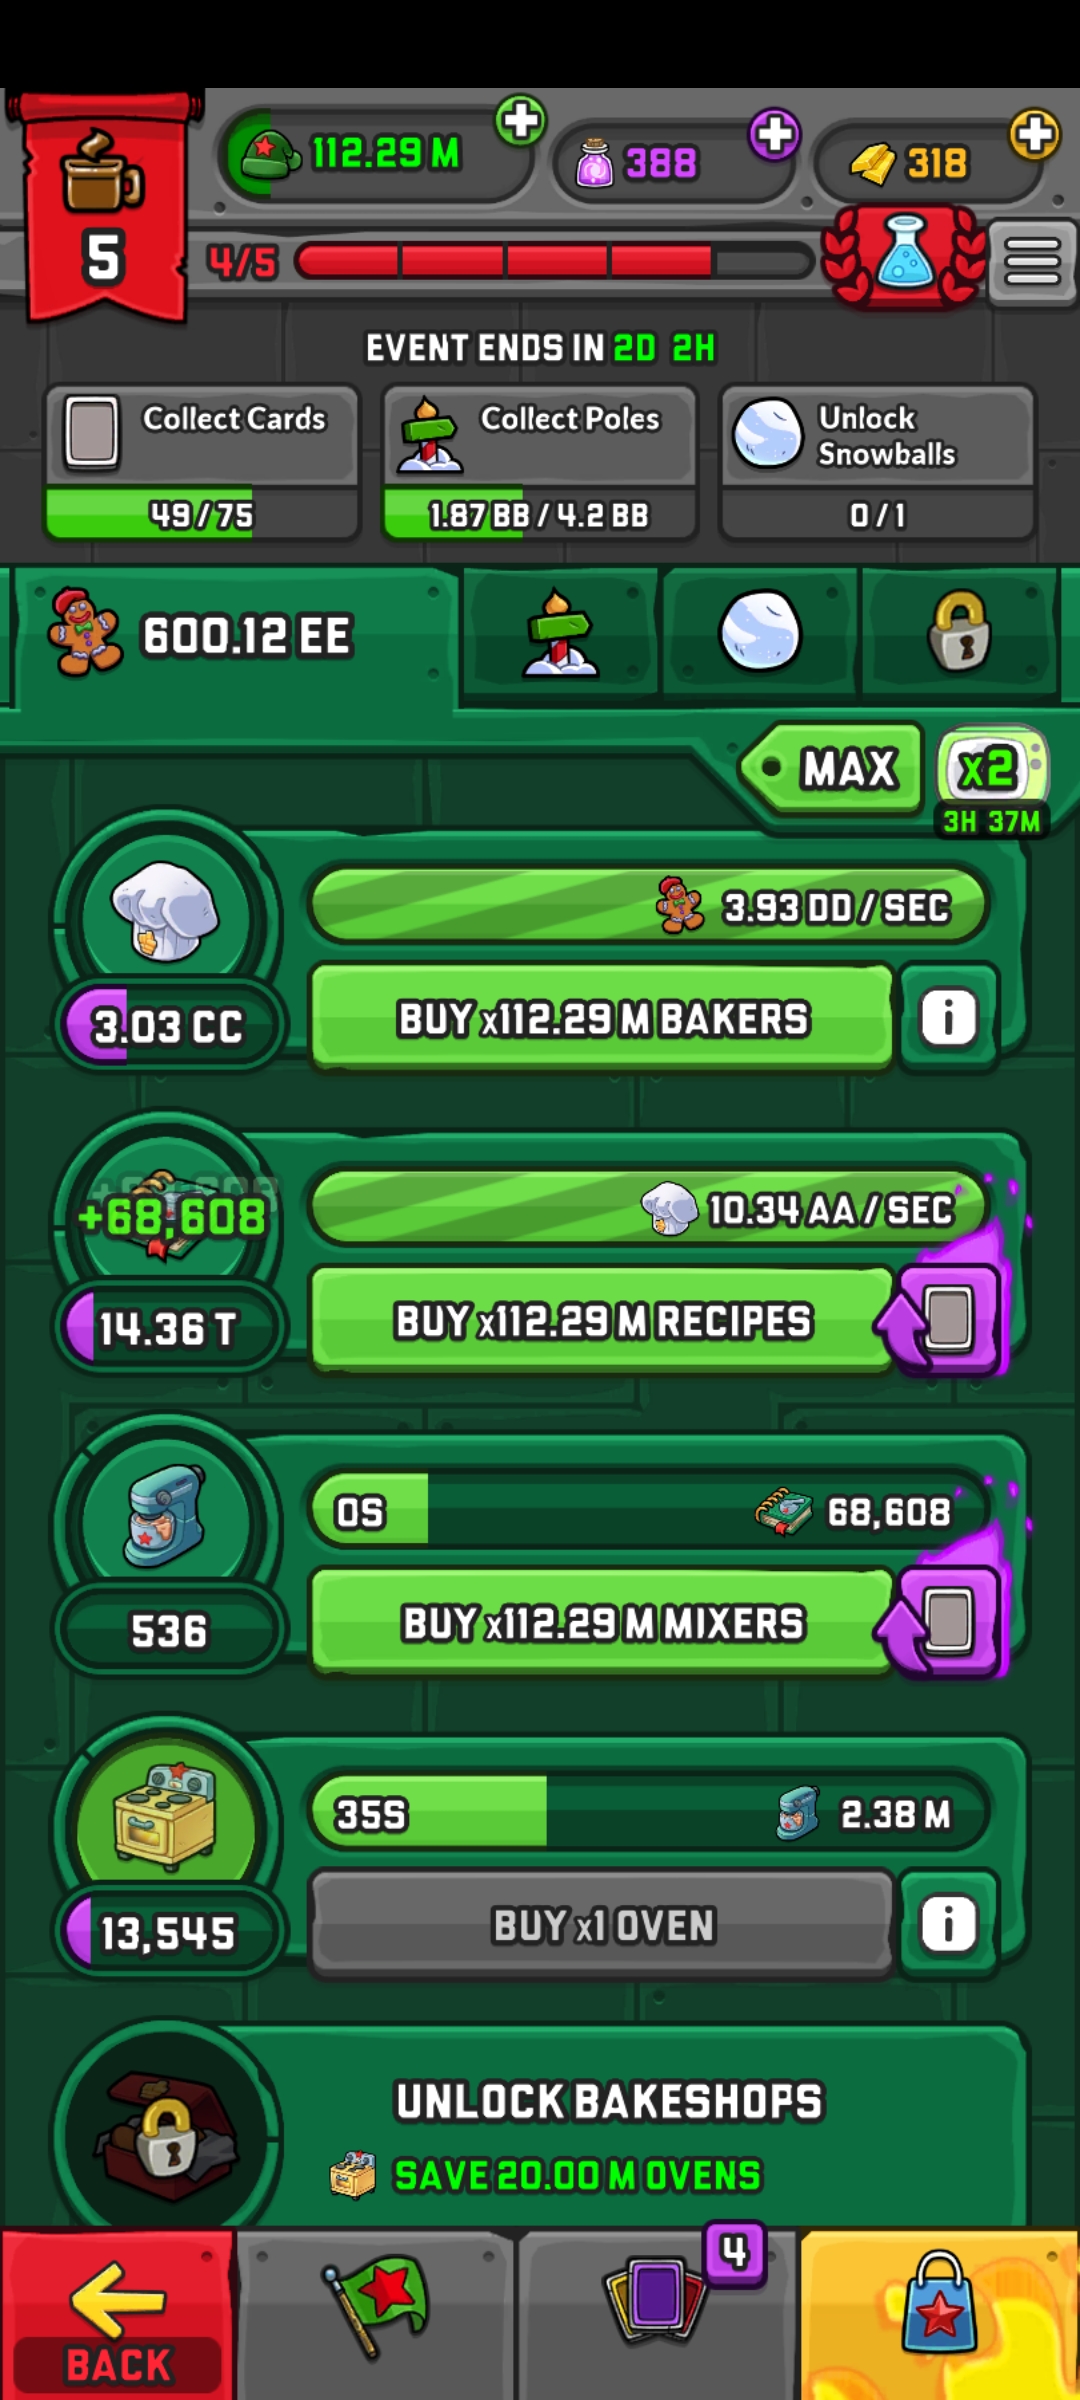 112.29 M
388
318
5
4/5
EVENT ENDS IN 2D 2H
Collect Cards
49/75
Collect Poles
1.87 BB / 4.2 BB
Unlock
Snowballs
0/1
600.12 EE
MAX
x2
3H 37M
3.93 DD / SEC
3.03 CC
BUY x112.29 M BAKERS
i
+68,608
10.34 AA / SEC
14.36 T
BUY x112.29 M RECIPES
0S
68,608
536
BUY x112.29 M MIXERS
35S
2.38 M
13,545
BUY x1 OVEN
i
UNLOCK BAKESHOPS
SAVE 20.00 M OVENS
4
BACK